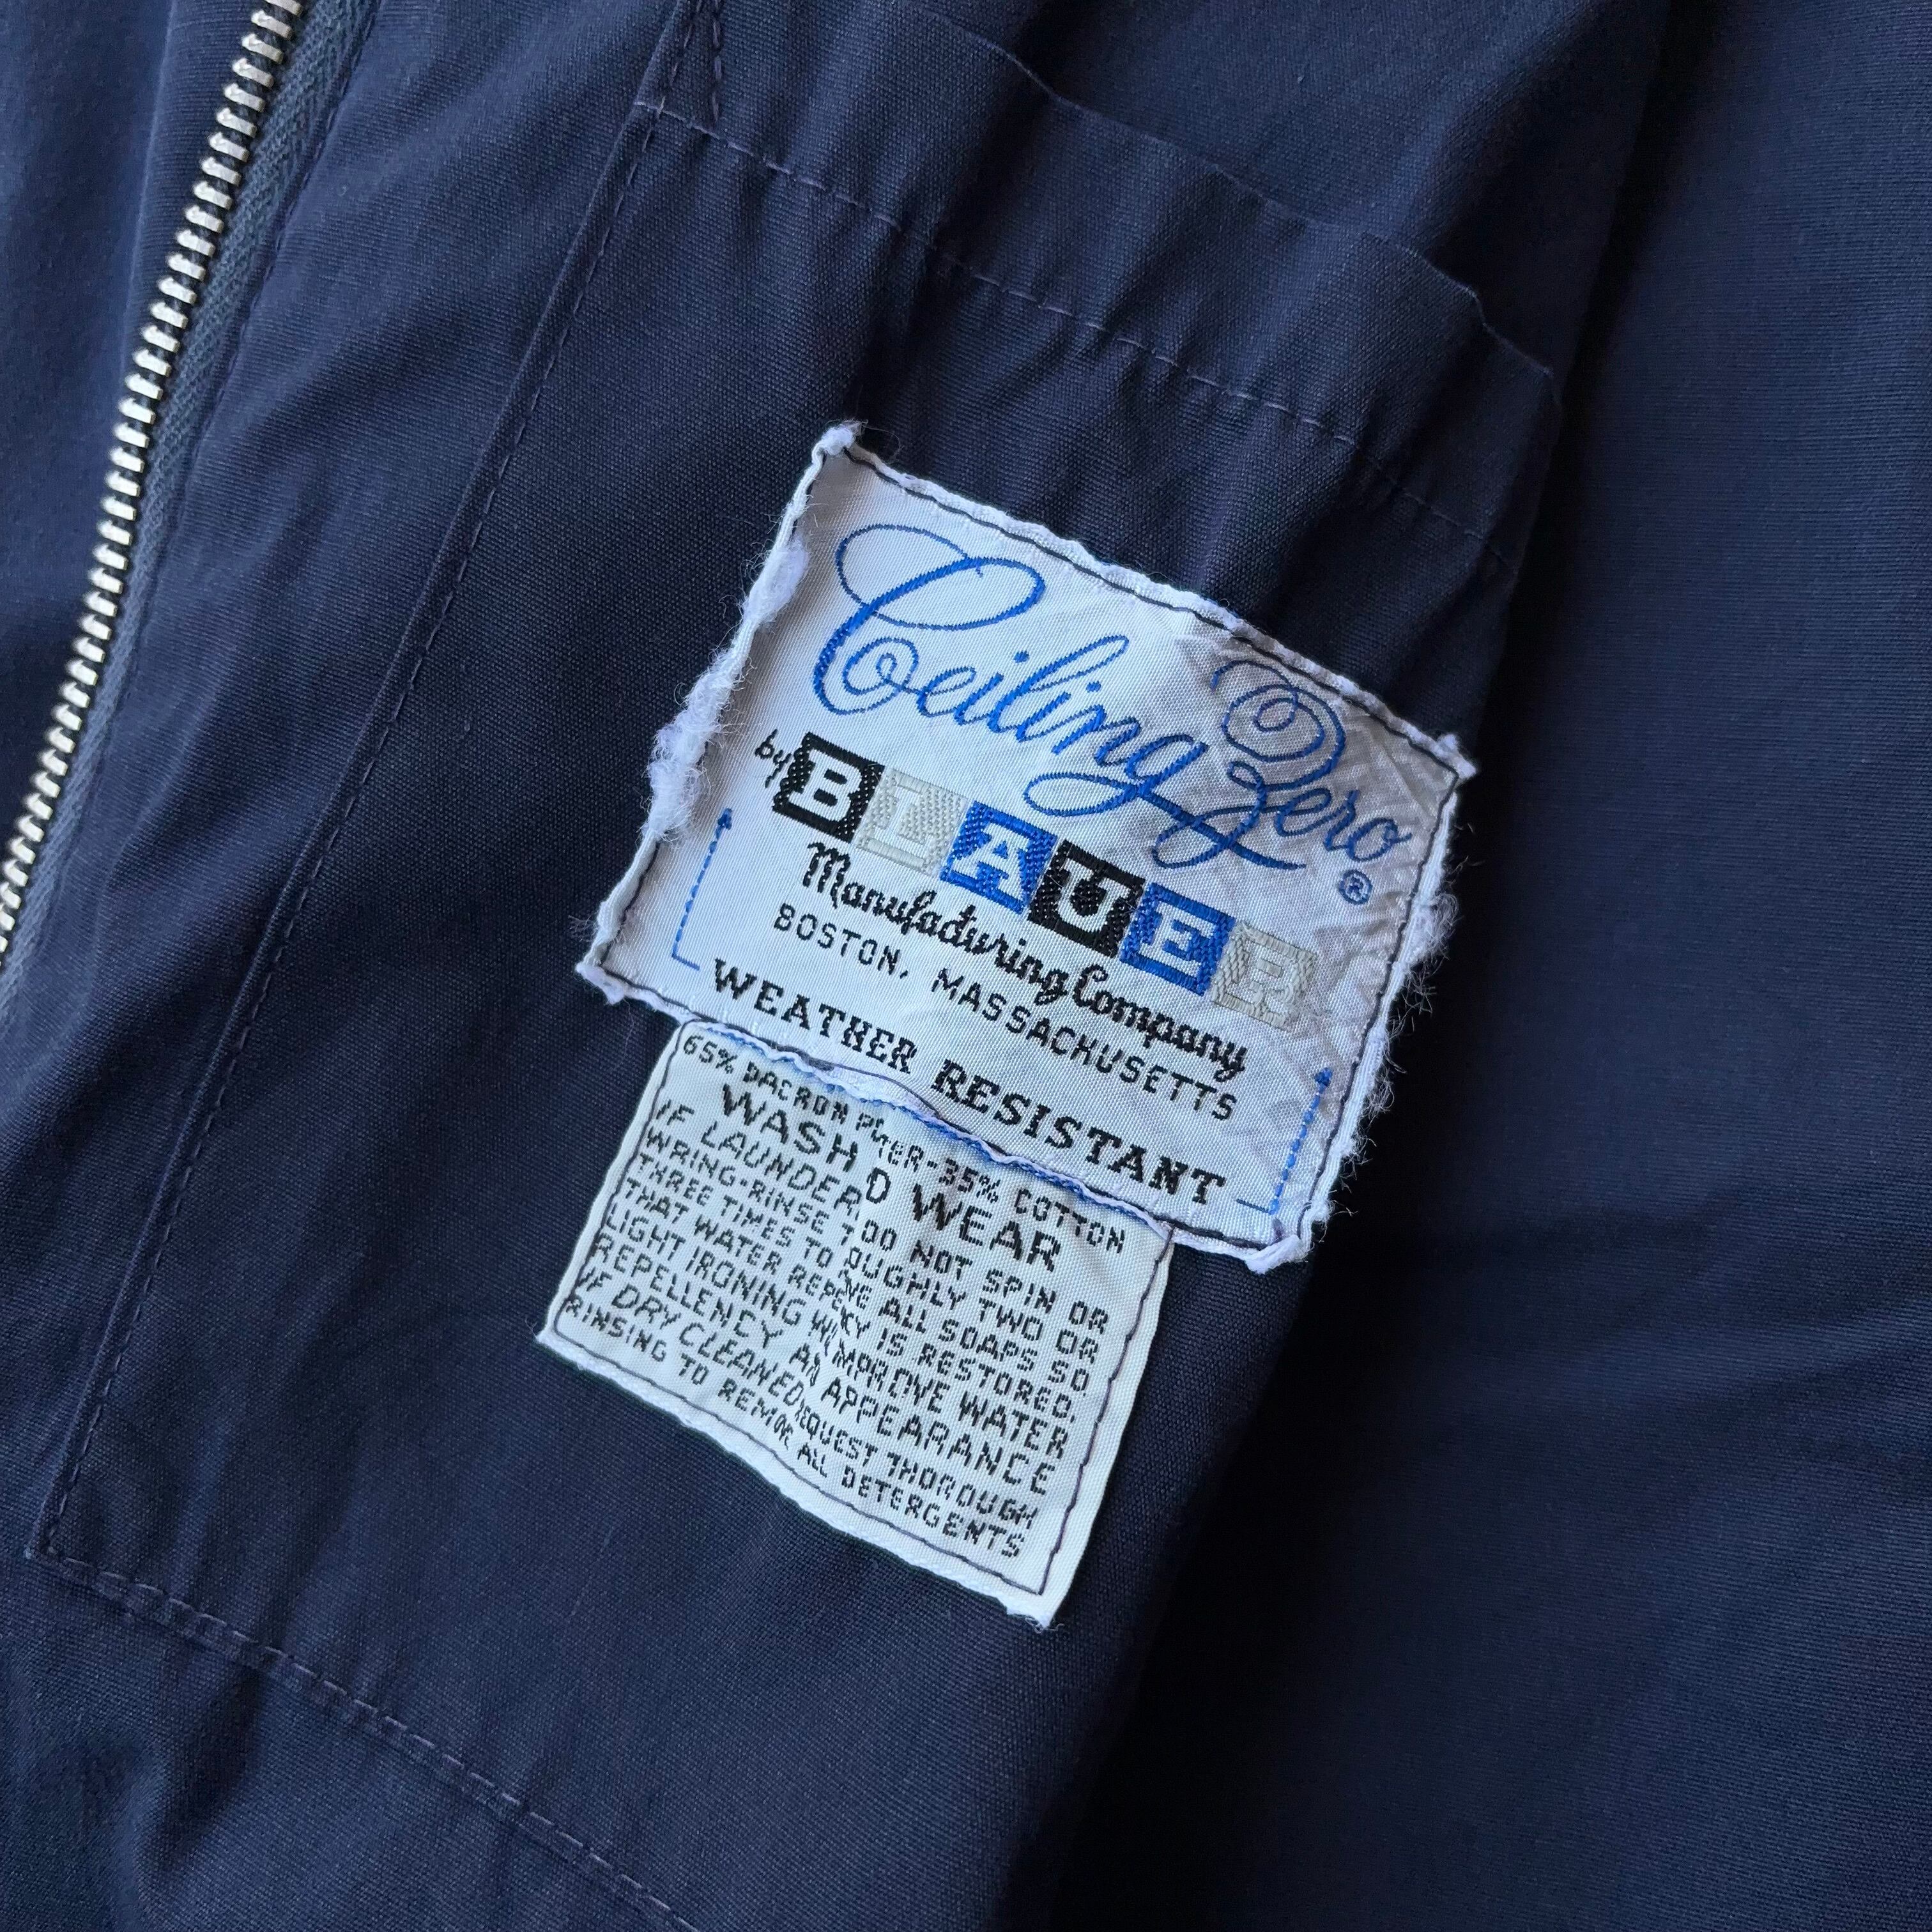 Ceiling Zero ®
by BLAUER
Manufacturing Company
BOSTON, MASSACHUSETTS
WEATHER RESISTANT
65% DACRON 35% COTTON
WASH WEAR
IF LAUNDER DO NOT SPIN OR
WRING-RINSE ROUGHLY TWO OR
THREE TIMES TO ALL SOAPS SO
THAT WATER IS RESTORED.
LIGHT IRONING IMPROVE WATER
REPELLENCY APPEARANCE
IF DRY CLEANED REQUEST THOROUGH
RINSING TO REMOVE ALL DETERGENTS